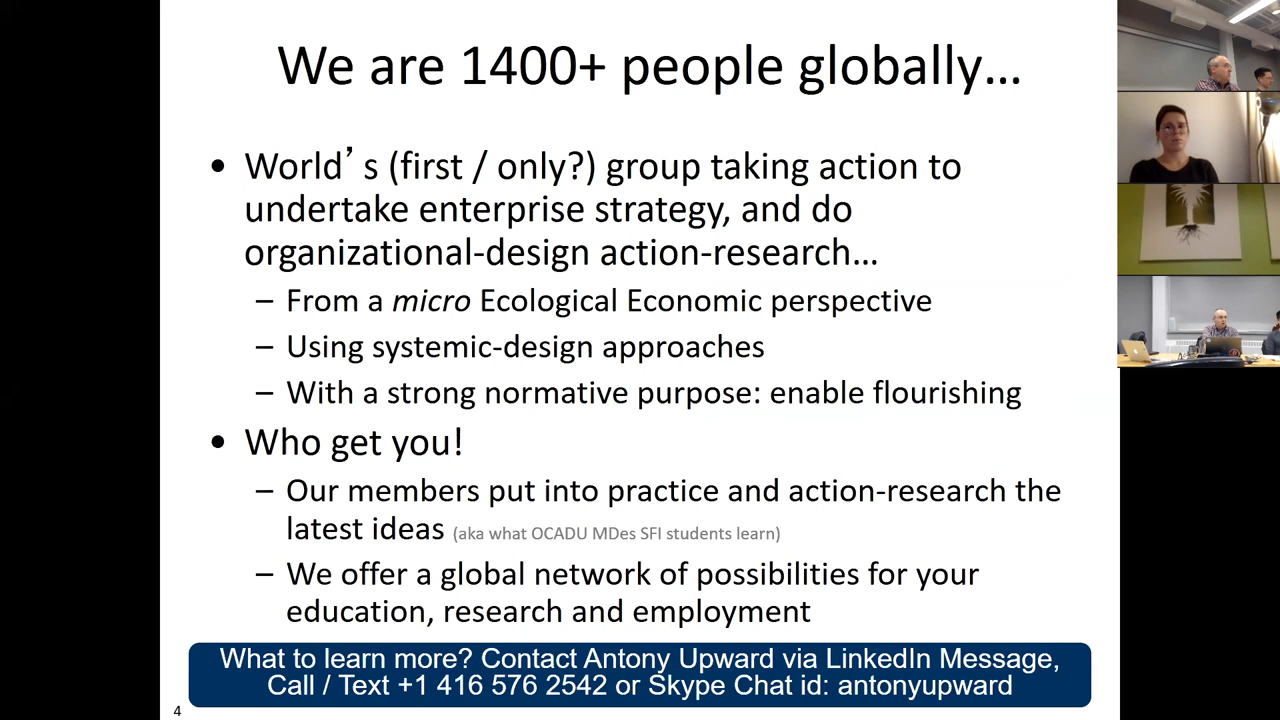 We are 1400+ people globally…
• World’s (first / only?) group taking action to
undertake enterprise strategy, and do
organizational-design action-research…
– From a micro Ecological Economic perspective
– Using systemic-design approaches
– With a strong normative purpose: enable flourishing
• Who get you!
– Our members put into practice and action-research the
latest ideas (aka what OCADU MDes SFI students learn)
– We offer a global network of possibilities for your
education, research and employment
What to learn more? Contact Antony Upward via LinkedIn Message,
Call / Text +1 416 576 2542 or Skype Chat id: antonyupward
4